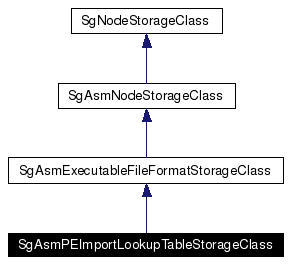 SgNodeStorageClass
SgAsmNodeStorageClass
SgAsmExecutableFileFormatStorageClass
SgAsmPEImportLookupTableStorageClass